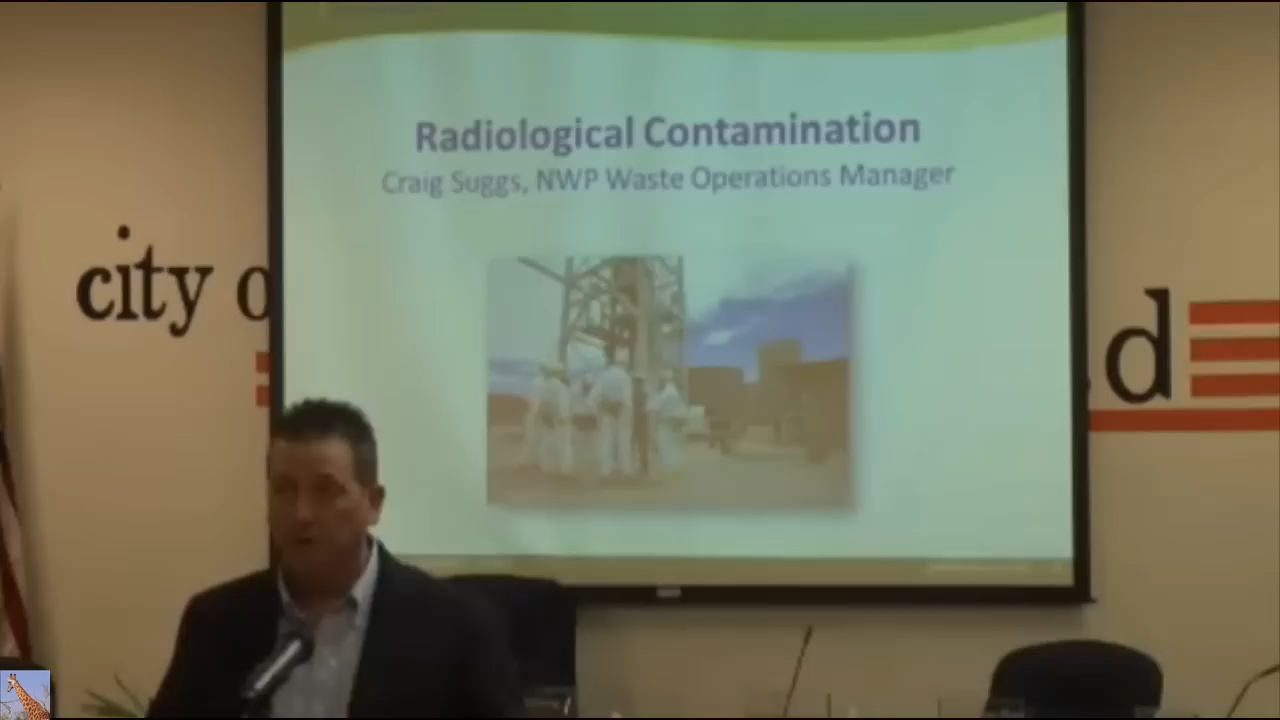 Radiological Contamination
Craig Suggs, NWP Waste Operations Manager
city o
d